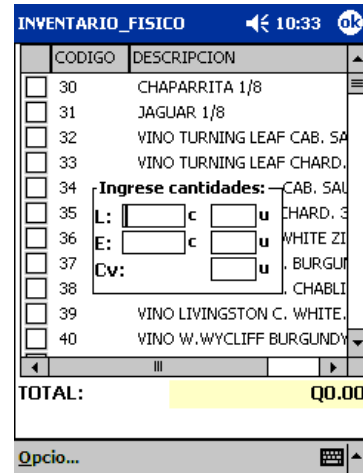 INVENTARIO_FISICO 10:33 ok
CODIGO DESCRIPCION
30 CHAPARRITA 1/8
31 JAGUAR 1/8
32 VINO TURNING LEAF CAB. SA
33 VINO TURNING LEAF CHARD.
34 CAB. SAU
Ingrese cantidades:
35 CHARD. 3
L: c u
36 WHITE ZI
E: c u
37 . BURGUN
Cv: u
38 . CHABLI
39 VINO LIVINGSTON C. WHITE.
40 VINO W.WYCLIFF BURGUNDY
TOTAL: Q0.00
Opcio...